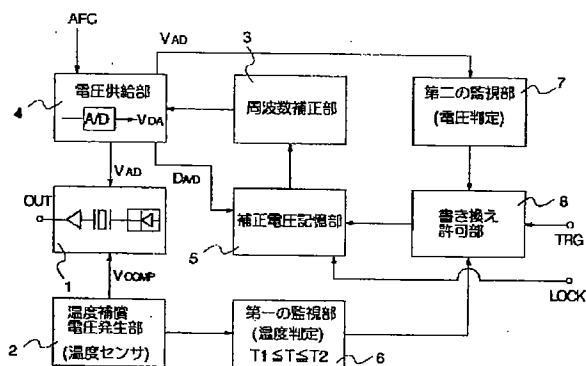 AFC
VAD
3
電圧供給部
A/D
VDA
4
周波数補正部
7
第二の監視部
(電圧判定)
VAD
DA/D
8
OUT
補正電圧記憶部
書き換え
許可部
TRG
5
1
VCOMP
LOCK
温度補償
電圧発生部
(温度センサ)
2
第一の監視部
(温度判定)
T1≦T≦T2
6